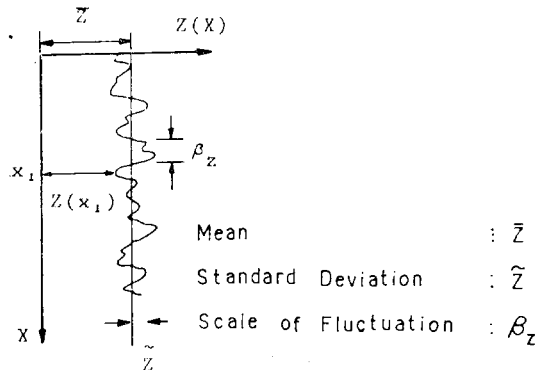 Z̄
Z(X)
β_z
x₁
Z(x₁)
Mean : Z̄
Standard Deviation : Z̃
Scale of Fluctuation : β_z
X
Z̃